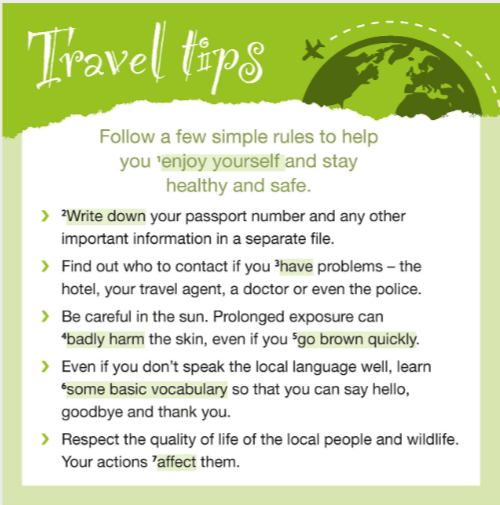 Travel tips
Follow a few simple rules to help
you ¹enjoy yourself and stay
healthy and safe.
❯ ²Write down your passport number and any other
important information in a separate file.
❯ Find out who to contact if you ³have problems – the
hotel, your travel agent, a doctor or even the police.
❯ Be careful in the sun. Prolonged exposure can
⁴badly harm the skin, even if you ⁵go brown quickly.
❯ Even if you don’t speak the local language well, learn
⁶some basic vocabulary so that you can say hello,
goodbye and thank you.
❯ Respect the quality of life of the local people and wildlife.
Your actions ⁷affect them.